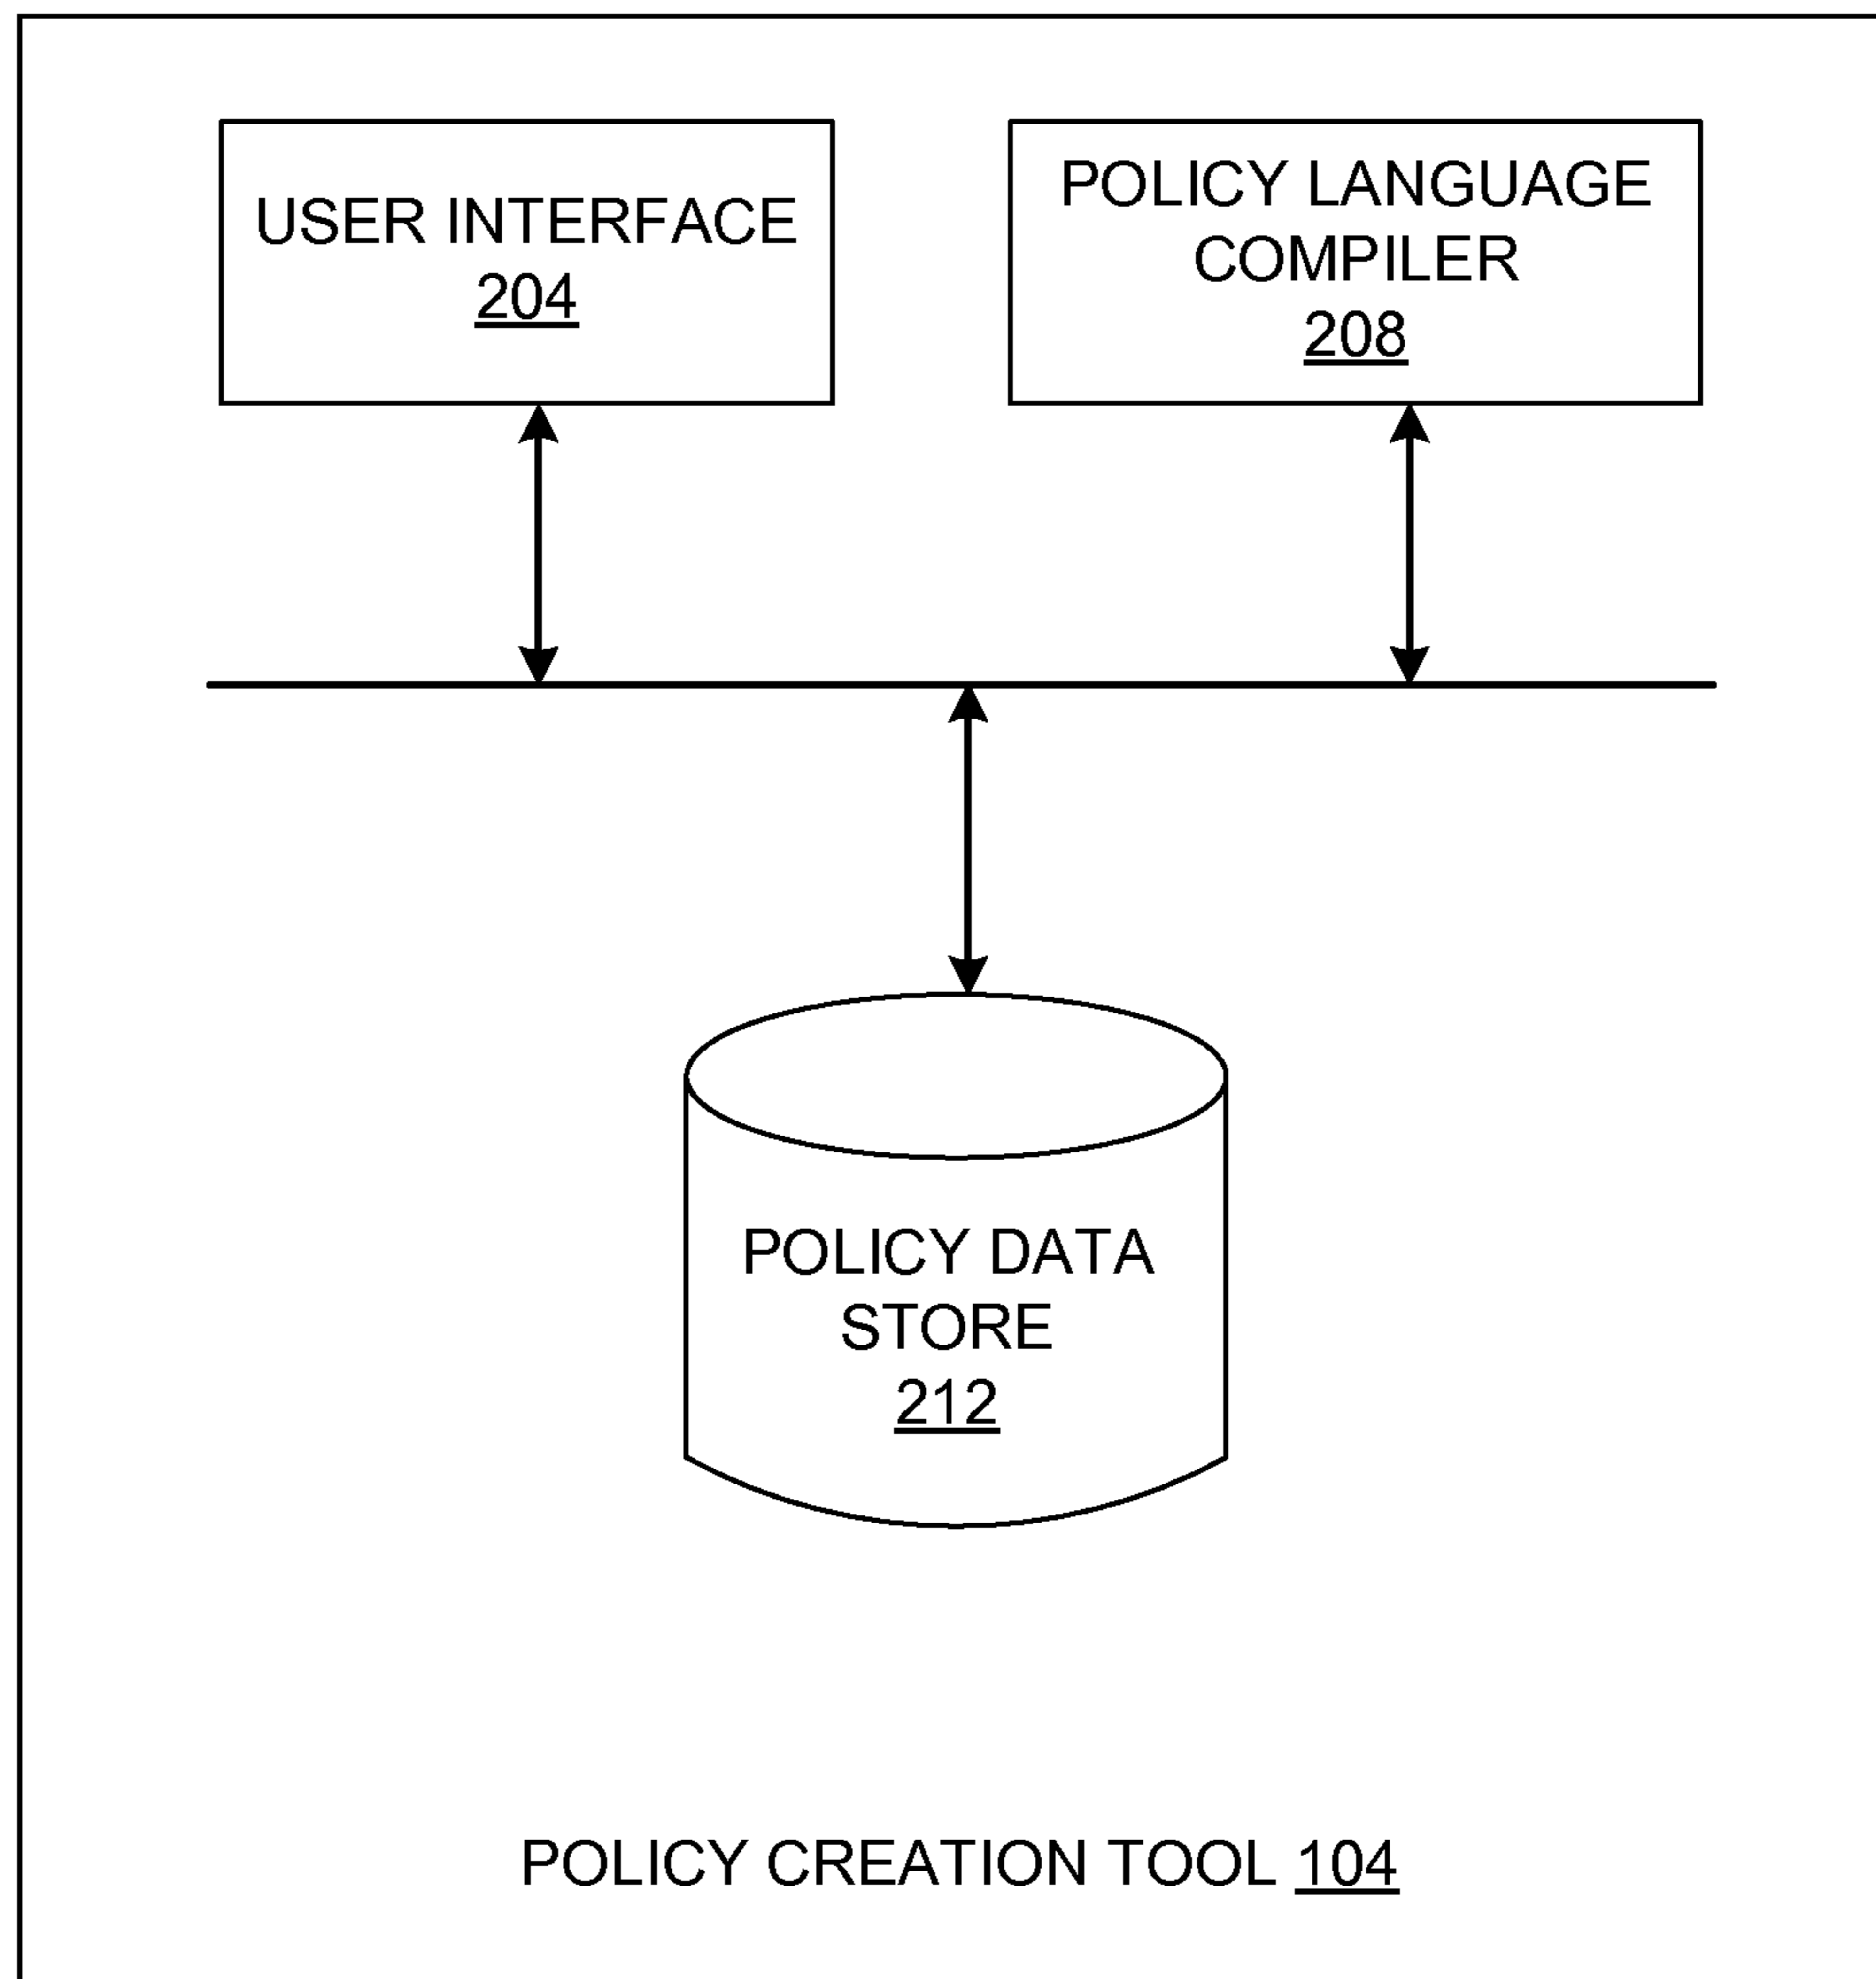 USER INTERFACE
204
POLICY LANGUAGE
COMPILER
208
POLICY DATA
STORE
212
POLICY CREATION TOOL 104